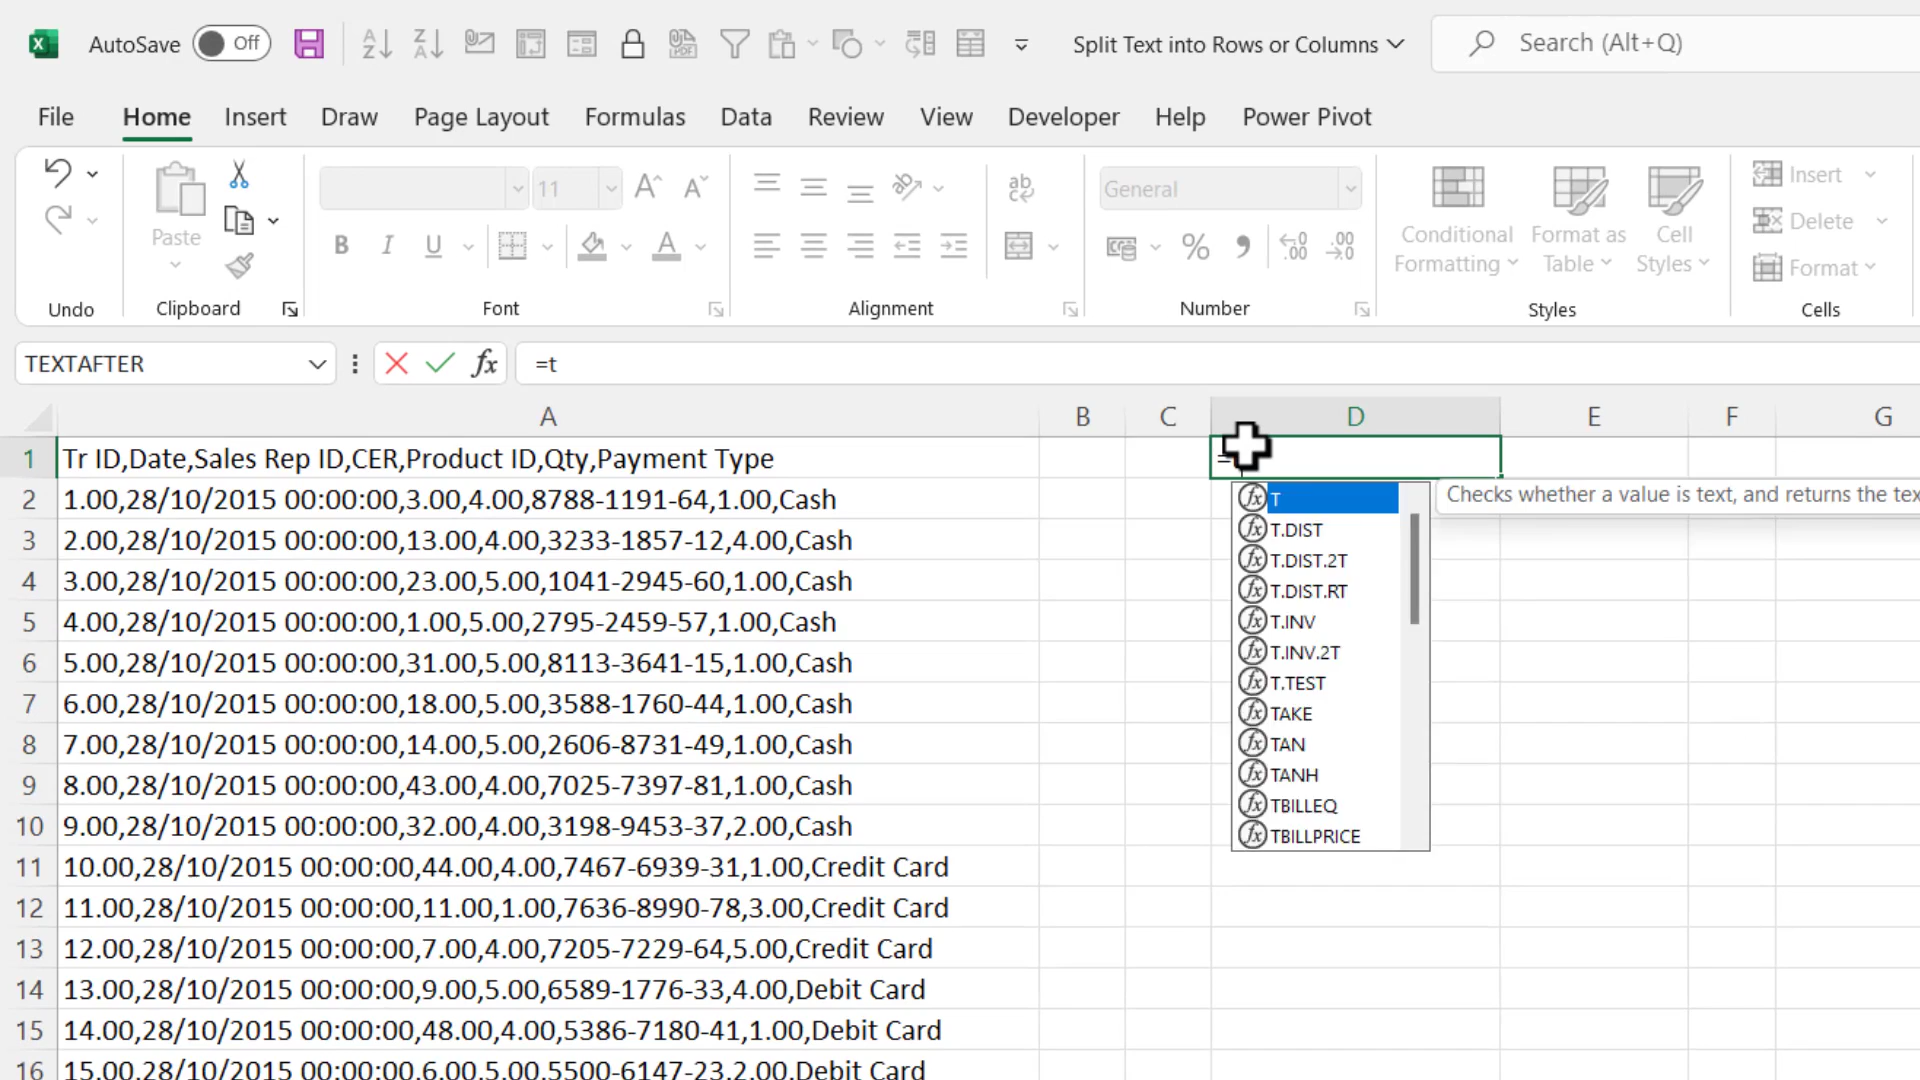 AutoSave Off Split Text into Rows or Columns Search (Alt+Q)
File Home Insert Draw Page Layout Formulas Data Review View Developer Help Power Pivot
Paste
11
B I U
General
Conditional Formatting
Format as Table
Cell Styles
Insert
Delete
Format
Undo Clipboard Font Alignment Number Styles Cells
TEXTAFTER fx =t
A B C D E F G
1 Tr ID,Date,Sales Rep ID,CER,Product ID,Qty,Payment Type
2 1.00,28/10/2015 00:00:00,3.00,4.00,8788-1191-64,1.00,Cash
3 2.00,28/10/2015 00:00:00,13.00,4.00,3233-1857-12,4.00,Cash
4 3.00,28/10/2015 00:00:00,23.00,5.00,1041-2945-60,1.00,Cash
5 4.00,28/10/2015 00:00:00,1.00,5.00,2795-2459-57,1.00,Cash
6 5.00,28/10/2015 00:00:00,31.00,5.00,8113-3641-15,1.00,Cash
7 6.00,28/10/2015 00:00:00,18.00,5.00,3588-1760-44,1.00,Cash
8 7.00,28/10/2015 00:00:00,14.00,5.00,2606-8731-49,1.00,Cash
9 8.00,28/10/2015 00:00:00,43.00,4.00,7025-7397-81,1.00,Cash
10 9.00,28/10/2015 00:00:00,32.00,4.00,3198-9453-37,2.00,Cash
11 10.00,28/10/2015 00:00:00,44.00,4.00,7467-6939-31,1.00,Credit Card
12 11.00,28/10/2015 00:00:00,11.00,1.00,7636-8990-78,3.00,Credit Card
13 12.00,28/10/2015 00:00:00,7.00,4.00,7205-7229-64,5.00,Credit Card
14 13.00,28/10/2015 00:00:00,9.00,5.00,6589-1776-33,4.00,Debit Card
15 14.00,28/10/2015 00:00:00,48.00,4.00,5386-7180-41,1.00,Debit Card
16 15.00,28/10/2015 00:00:00,6.00,5.00,5500-6147-23,2.00,Debit Card
T
T.DIST
T.DIST.2T
T.DIST.RT
T.INV
T.INV.2T
T.TEST
TAKE
TAN
TANH
TBILLEQ
TBILLPRICE
Checks whether a value is text, and returns the